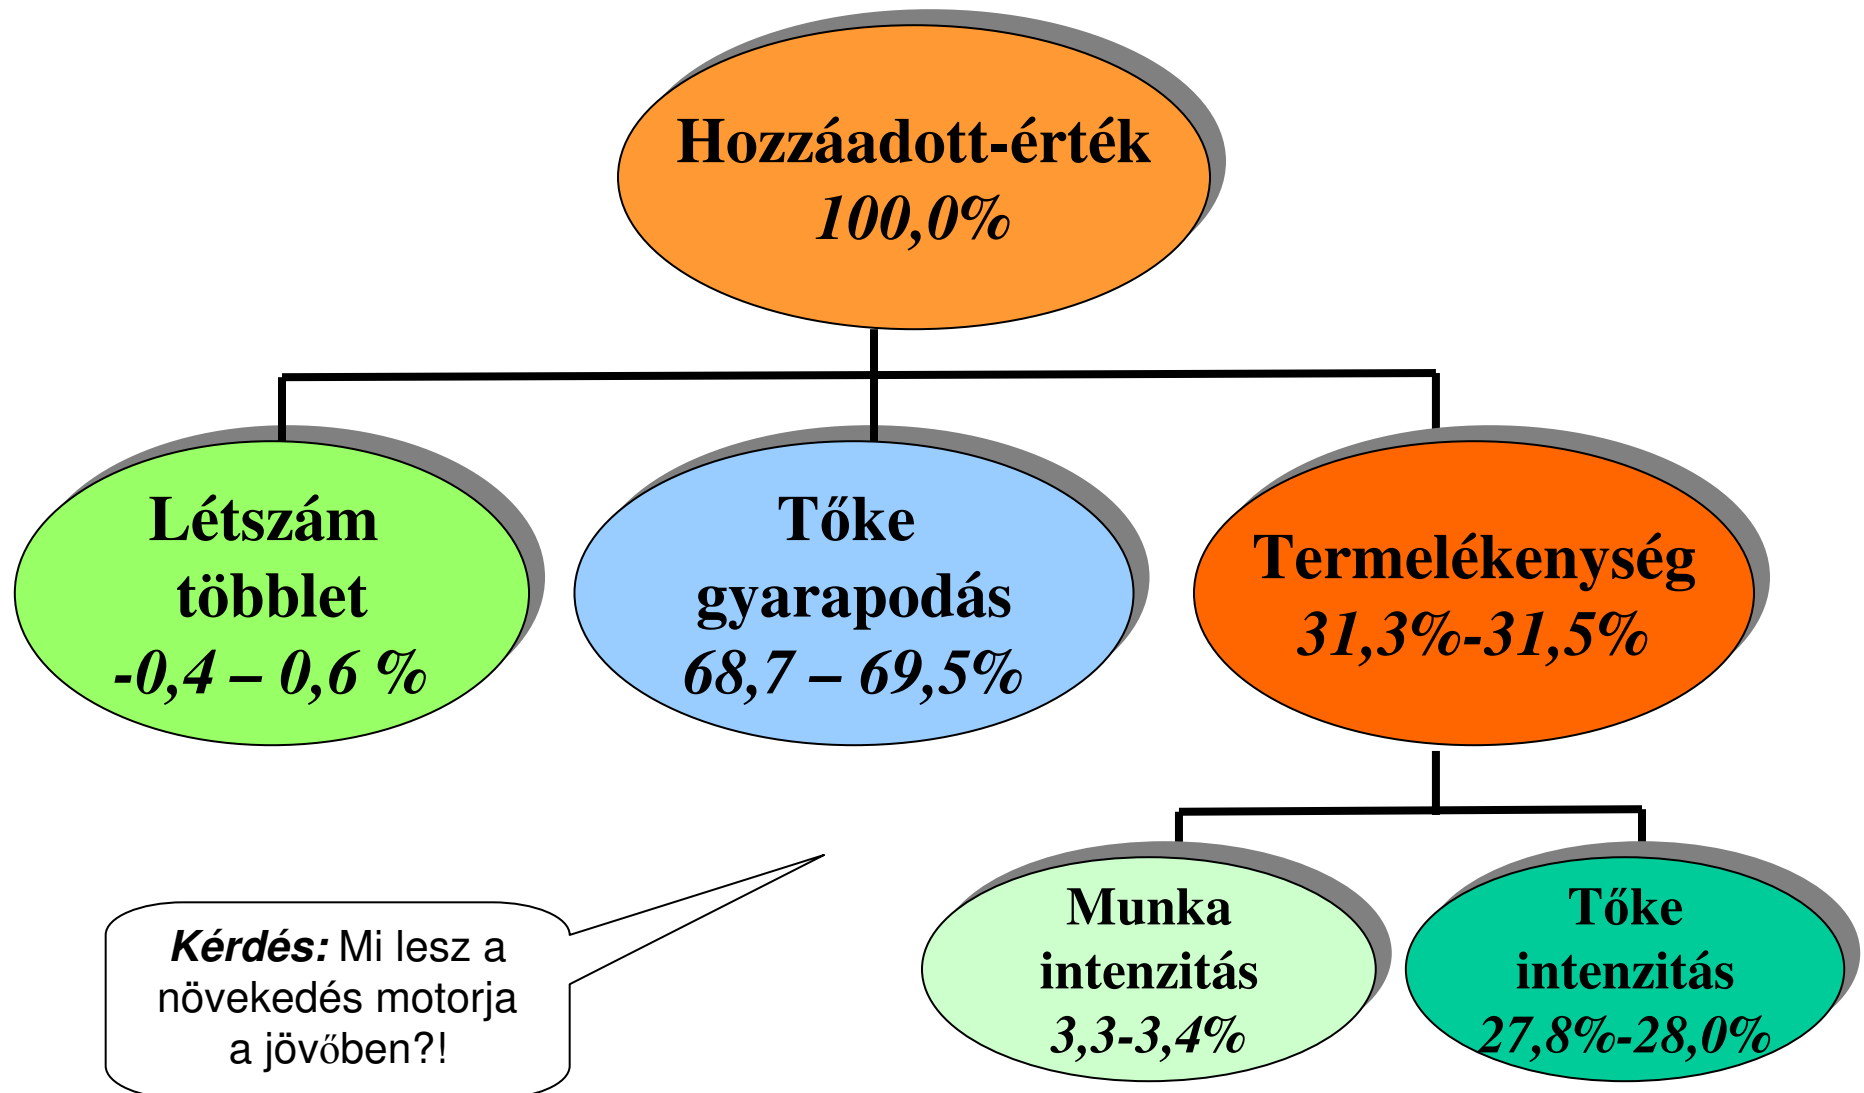 Hozzáadott-érték
100,0%
Létszám
többlet
-0,4 – 0,6 %
Tőke
gyarapodás
68,7 – 69,5%
Termelékenység
31,3%-31,5%
Munka
intenzitás
3,3-3,4%
Tőke
intenzitás
27,8%-28,0%
Kérdés: Mi lesz a
növekedés motorja
a jövőben?!